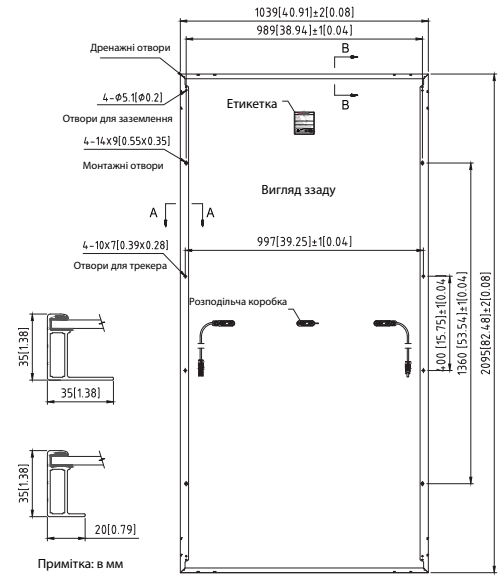 1039[40.91]±2[0.08]
989[38.94]±1[0.04]
Дренажні отвори
B
B
4-Φ5.1[Φ0.2]
Етикетка
Отвори для заземлення
4-14x9[0.55x0.35]
Монтажні отвори
Вигляд ззаду
A
A
997[39.25]±1[0.04]
4-10x7[0.39x0.28]
Отвори для трекера
Розподільча коробка
400 [15.75]±1[0.04]
1360 [53.54]±1[0.04]
2095[82.48]±2[0.08]
35[1.38]
35[1.38]
35[1.38]
20[0.79]
Примітка: в мм